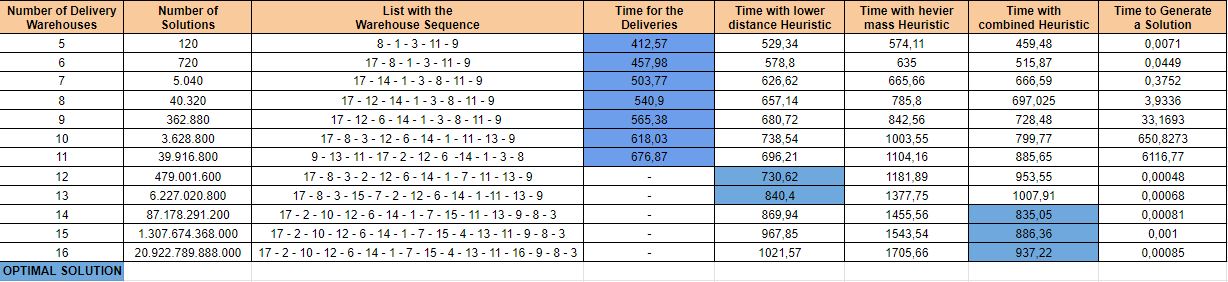 Number of Delivery Warehouses | Number of Solutions | List with the Warehouse Sequence | Time for the Deliveries | Time with lower distance Heuristic | Time with hevier mass Heuristic | Time with combined Heuristic | Time to Generate a Solution
5 | 120 | 8 - 1 - 3 - 11 - 9 | 412,57 | 529,34 | 574,11 | 459,48 | 0,0071
6 | 720 | 17 - 8 - 1 - 3 - 11 - 9 | 457,98 | 578,8 | 635 | 515,87 | 0,0449
7 | 5.040 | 17 - 14 - 1 - 3 - 8 - 11 - 9 | 503,77 | 626,62 | 665,66 | 666,59 | 0,3752
8 | 40.320 | 17 - 12 - 14 - 1 - 3 - 8 - 11 - 9 | 540,9 | 657,14 | 785,8 | 697,025 | 3,9336
9 | 362.880 | 17 - 12 - 6 - 14 - 1 - 3 - 8 - 11 - 9 | 565,38 | 680,72 | 842,56 | 728,48 | 33,1693
10 | 3.628.800 | 17 - 8 - 3 - 12 - 6 - 14 - 1 - 11 - 13 - 9 | 618,03 | 738,54 | 1003,55 | 799,77 | 650,8273
11 | 39.916.800 | 9 - 13 - 11 - 17 - 2 - 12 - 6 -14 - 1 - 3 - 8 | 676,87 | 696,21 | 1104,16 | 885,65 | 6116,77
12 | 479.001.600 | 17 - 8 - 3 - 2 - 12 - 6 - 14 - 1 - 7 - 11 - 13 - 9 | - | 730,62 | 1181,89 | 953,55 | 0,00048
13 | 6.227.020.800 | 17 - 8 - 3 - 15 - 7 - 2 - 12 - 6 - 14 - 1 -11 - 13 - 9 | - | 840,4 | 1377,75 | 1007,91 | 0,00068
14 | 87.178.291.200 | 17 - 2 - 10 - 12 - 6 - 14 - 1 - 7 - 15 - 11 - 13 - 9 - 8 - 3 | - | 869,94 | 1455,56 | 835,05 | 0,00081
15 | 1.307.674.368.000 | 17 - 2 - 10 - 12 - 6 - 14 - 1 - 7 - 15 - 4 - 13 - 11 - 9 - 8 - 3 | - | 967,85 | 1543,54 | 886,36 | 0,001
16 | 20.922.789.888.000 | 17 - 2 - 10 - 12 - 6 - 14 - 1 - 7 - 15 - 4 - 13 - 11 - 16 - 9 - 8 - 3 | - | 1021,57 | 1705,66 | 937,22 | 0,00085
OPTIMAL SOLUTION